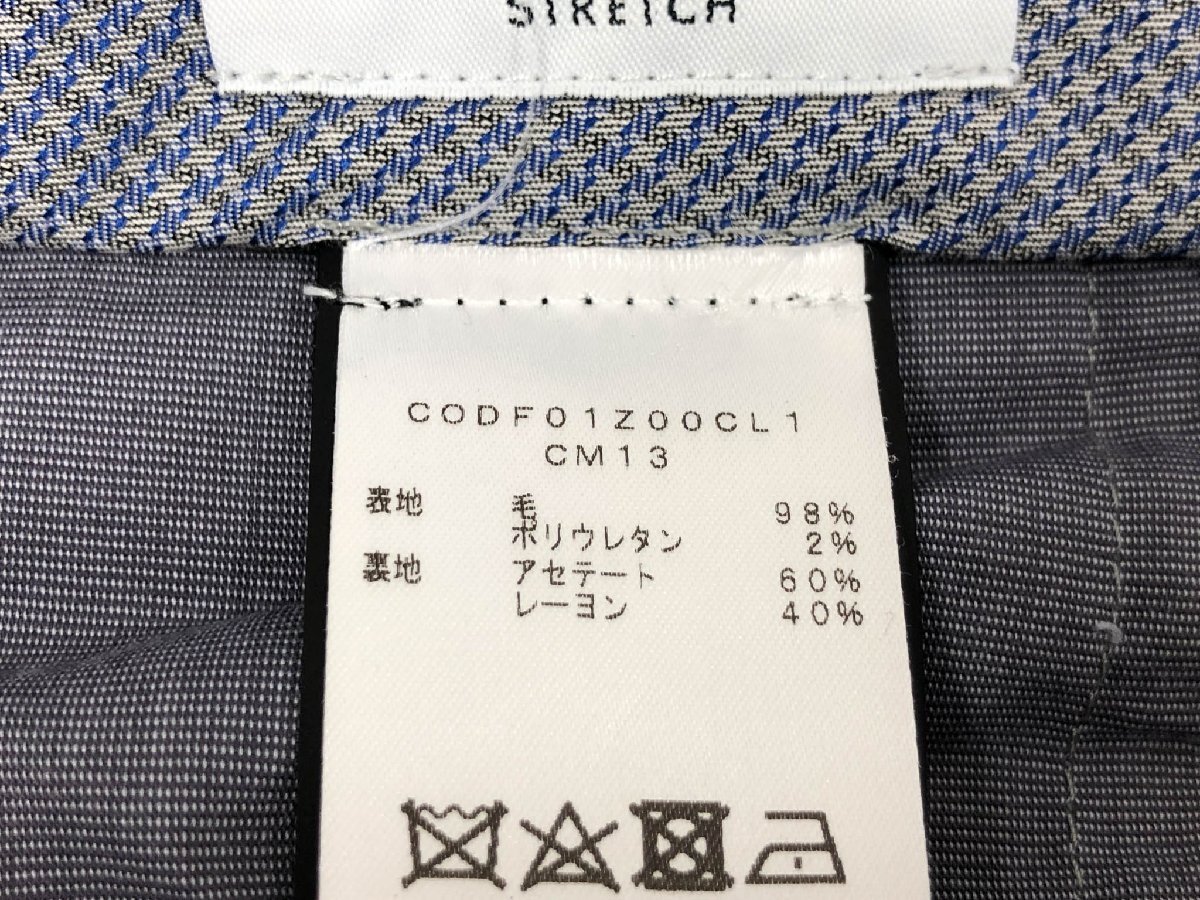 STRETCH
CODF01Z00CL1
CM13
表地 毛 98%
ポリウレタン 2%
裏地 アセテート 60%
レーヨン 40%